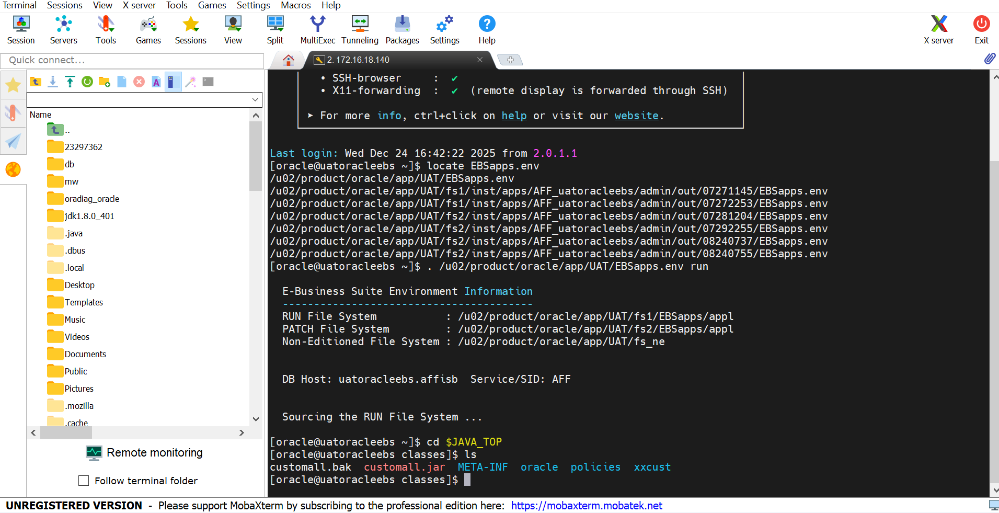 Terminal Sessions View X server Tools Games Settings Macros Help
Session Servers Tools Games Sessions View Split MultiExec Tunneling Packages Settings Help X server Exit
Quick connect...
2. 172.16.18.140
Name
..
23297362
db
mw
oradiag_oracle
jdk1.8.0_401
.java
.dbus
.local
Desktop
Templates
Music
Videos
Documents
Public
Pictures
.mozilla
.cache
Remote monitoring
Follow terminal folder
• SSH-browser : ✔
• X11-forwarding : ✔ (remote display is forwarded through SSH)
➤ For more info, ctrl+click on help or visit our website.
Last login: Wed Dec 24 16:42:22 2025 from 2.0.1.1
[oracle@uatoracleebs ~]$ locate EBSapps.env
/u02/product/oracle/app/UAT/EBSapps.env
/u02/product/oracle/app/UAT/fs1/inst/apps/AFF_uatoracleebs/admin/out/07271145/EBSapps.env
/u02/product/oracle/app/UAT/fs1/inst/apps/AFF_uatoracleebs/admin/out/07272253/EBSapps.env
/u02/product/oracle/app/UAT/fs2/inst/apps/AFF_uatoracleebs/admin/out/07281204/EBSapps.env
/u02/product/oracle/app/UAT/fs2/inst/apps/AFF_uatoracleebs/admin/out/07292255/EBSapps.env
/u02/product/oracle/app/UAT/fs2/inst/apps/AFF_uatoracleebs/admin/out/08240737/EBSapps.env
/u02/product/oracle/app/UAT/fs2/inst/apps/AFF_uatoracleebs/admin/out/08240755/EBSapps.env
[oracle@uatoracleebs ~]$ . /u02/product/oracle/app/UAT/EBSapps.env run
E-Business Suite Environment Information
----------------------------------------
RUN File System : /u02/product/oracle/app/UAT/fs1/EBSapps/appl
PATCH File System : /u02/product/oracle/app/UAT/fs2/EBSapps/appl
Non-Editioned File System : /u02/product/oracle/app/UAT/fs_ne
DB Host: uatoracleebs.affisb Service/SID: AFF
Sourcing the RUN File System ...
[oracle@uatoracleebs ~]$ cd $JAVA_TOP
[oracle@uatoracleebs classes]$ ls
customall.bak customall.jar META-INF oracle policies xxcust
[oracle@uatoracleebs classes]$
UNREGISTERED VERSION - Please support MobaXterm by subscribing to the professional edition here: https://mobaxterm.mobatek.net